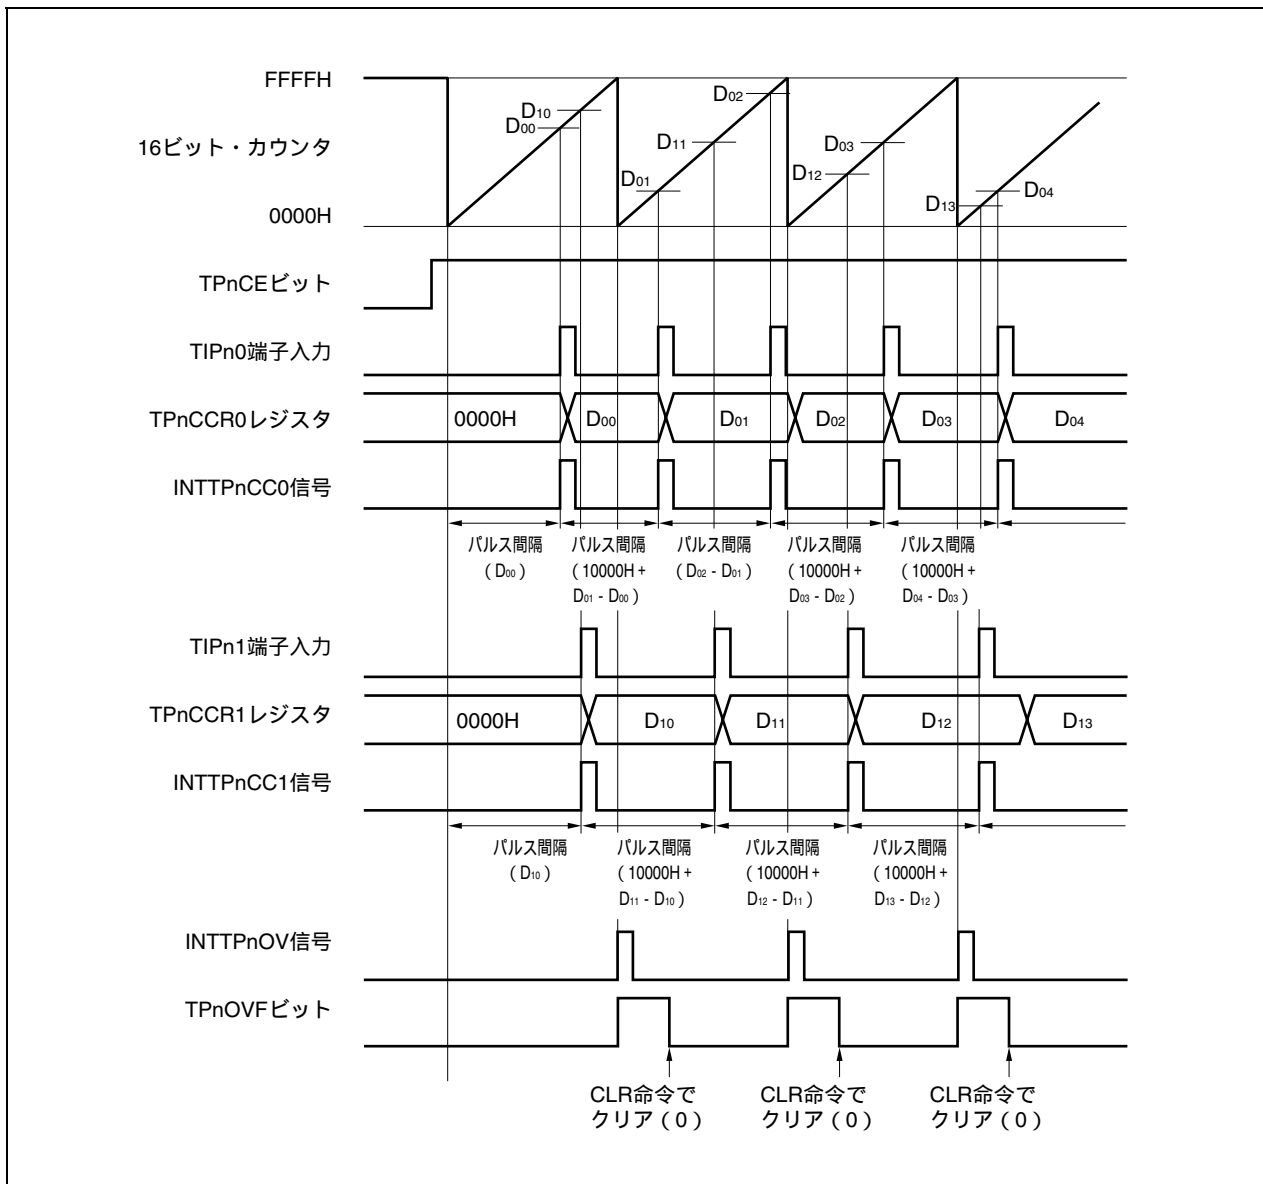 FFFFH
D10
D00
D02
16ビット・カウンタ
D11
D03
D12
D01
D04
D13
0000H
TPnCEビット
TIPn0端子入力
TPnCCR0レジスタ
0000H
D00
D01
D02
D03
D04
INTTPnCC0信号
パルス間隔
(D00)
パルス間隔
(10000H +
D01 - D00)
パルス間隔
(D02 - D01)
パルス間隔
(10000H +
D03 - D02)
パルス間隔
(10000H +
D04 - D03)
TIPn1端子入力
TPnCCR1レジスタ
0000H
D10
D11
D12
D13
INTTPnCC1信号
パルス間隔
(D10)
パルス間隔
(10000H +
D11 - D10)
パルス間隔
(10000H +
D12 - D11)
パルス間隔
(10000H +
D13 - D12)
INTTPnOV信号
TPnOVFビット
CLR命令で
クリア(0)
CLR命令で
クリア(0)
CLR命令で
クリア(0)